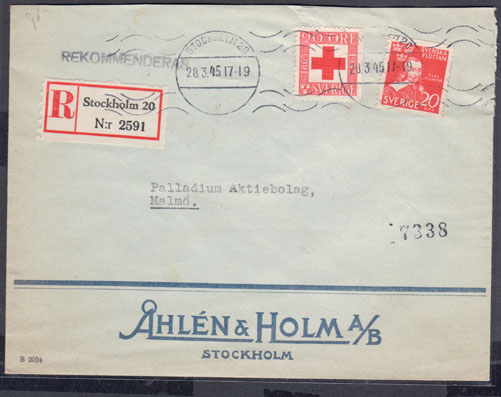 REKOMMENDERAS
STOCKHOLM 20
28.3.45 17-19
20 ÖRE
1865
SVERIGE
28.3.45 17-19
SVENSKA
FLOTTAN
SVERIGE 20
R
Stockholm 20
N:r 2591
Palladium Aktiebolag,
Malmö.
17338
ÅHLÉN & HOLM A/B
STOCKHOLM
B 2024